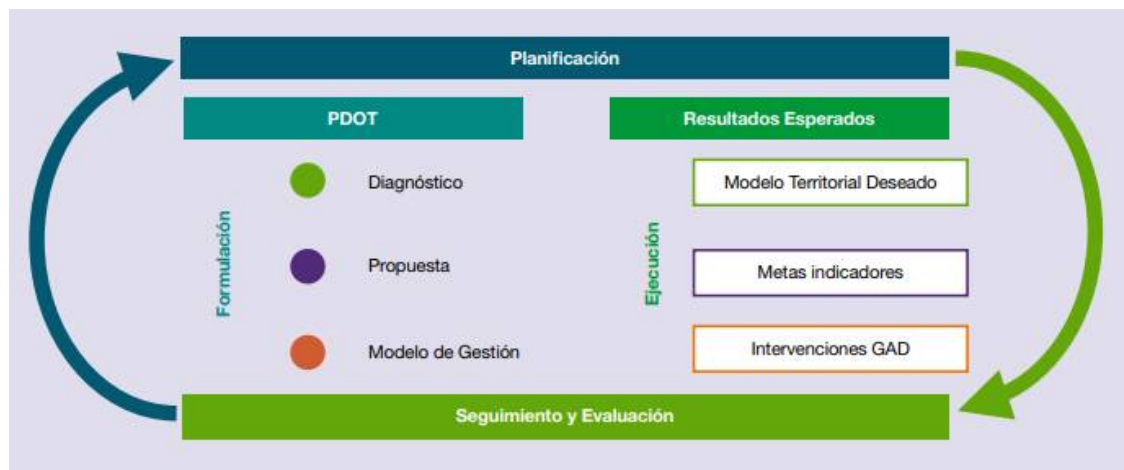 Planificación
PDOT
Resultados Esperados
Formulación
Diagnóstico
Propuesta
Modelo de Gestión
Ejecución
Modelo Territorial Deseado
Metas indicadores
Intervenciones GAD
Seguimiento y Evaluación